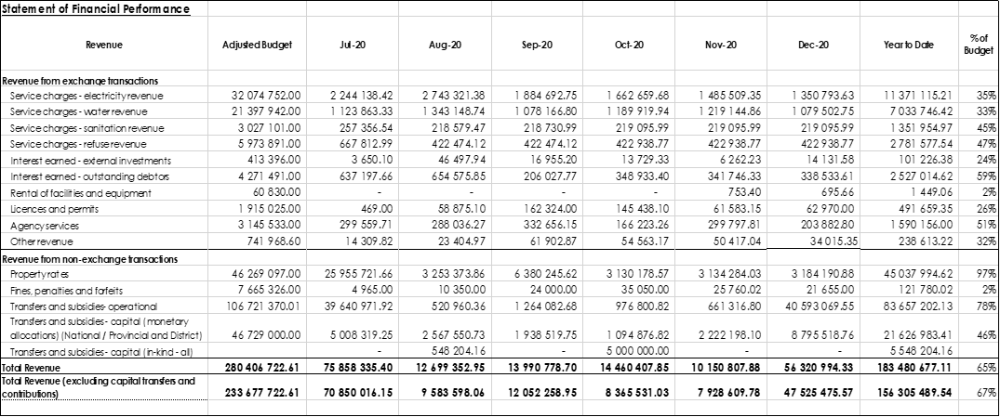 Statement of Financial Performance
Revenue Adjusted Budget Jul-20 Aug-20 Sep-20 Oct-20 Nov-20 Dec-20 Year to Date % of Budget
Revenue from exchange transactions
Service charges - electricity revenue 32 074 752.00 2 244 138.42 2 743 321.38 1 884 692.75 1 662 659.68 1 485 509.35 1 350 793.63 11 371 115.21 35%
Service charges - water revenue 21 397 942.00 1 123 863.33 1 343 148.74 1 078 166.80 1 189 919.94 1 219 144.86 1 079 502.75 7 033 746.42 33%
Service charges - sanitation revenue 3 027 101.00 257 356.54 218 579.47 218 730.99 219 095.99 219 095.99 219 095.99 1 351 954.97 45%
Service charges - refuse revenue 5 973 891.00 667 812.99 422 474.12 422 474.12 422 938.77 422 938.77 422 938.77 2 781 577.54 47%
Interest earned - external investments 413 396.00 3 650.10 46 497.94 16 955.20 13 729.33 6 262.23 14 131.58 101 226.38 24%
Interest earned - outstanding debtors 4 271 491.00 637 197.66 654 575.85 206 027.77 348 933.40 341 746.33 338 533.61 2 527 014.62 59%
Rental of facilities and equipment 60 830.00 - - - - 753.40 695.66 1 449.06 2%
Licences and permits 1 915 025.00 469.00 58 875.10 162 324.00 145 438.10 61 583.15 62 970.00 491 659.35 26%
Agency services 3 145 533.00 299 559.71 288 036.27 332 656.15 166 223.26 299 797.81 203 882.80 1 590 156.00 51%
Other revenue 741 968.60 14 309.82 23 404.97 61 902.87 54 563.17 50 417.04 34 015.35 238 613.22 32%
Revenue from non-exchange transactions
Property rates 46 269 097.00 25 955 721.66 3 253 373.86 6 380 245.62 3 130 178.57 3 134 284.03 3 184 190.88 45 037 994.62 97%
Fines, penalties and forfeits 7 665 326.00 4 965.00 10 350.00 24 000.00 35 050.00 25 760.02 21 655.00 121 780.02 2%
Transfers and subsidies - operational 106 721 370.01 39 640 971.92 520 960.36 1 264 082.68 976 800.82 661 316.80 40 593 069.55 83 657 202.13 78%
Transfers and subsidies - capital (monetary
allocations) (National / Provincial and District) 46 729 000.00 5 008 319.25 2 567 550.73 1 938 519.75 1 094 876.82 2 222 198.10 8 795 518.76 21 626 983.41 46%
Transfers and subsidies - capital (in-kind - all) - 548 204.16 - 5 000 000.00 - - 5 548 204.16
Total Revenue 280 406 722.61 75 858 335.40 12 699 352.95 13 990 778.70 14 460 407.85 10 150 807.88 56 320 994.33 183 480 677.11 65%
Total Revenue (excluding capital transfers and
contributions) 233 677 722.61 70 850 016.15 9 583 598.06 12 052 258.95 8 365 531.03 7 928 609.78 47 525 475.57 156 305 489.54 67%